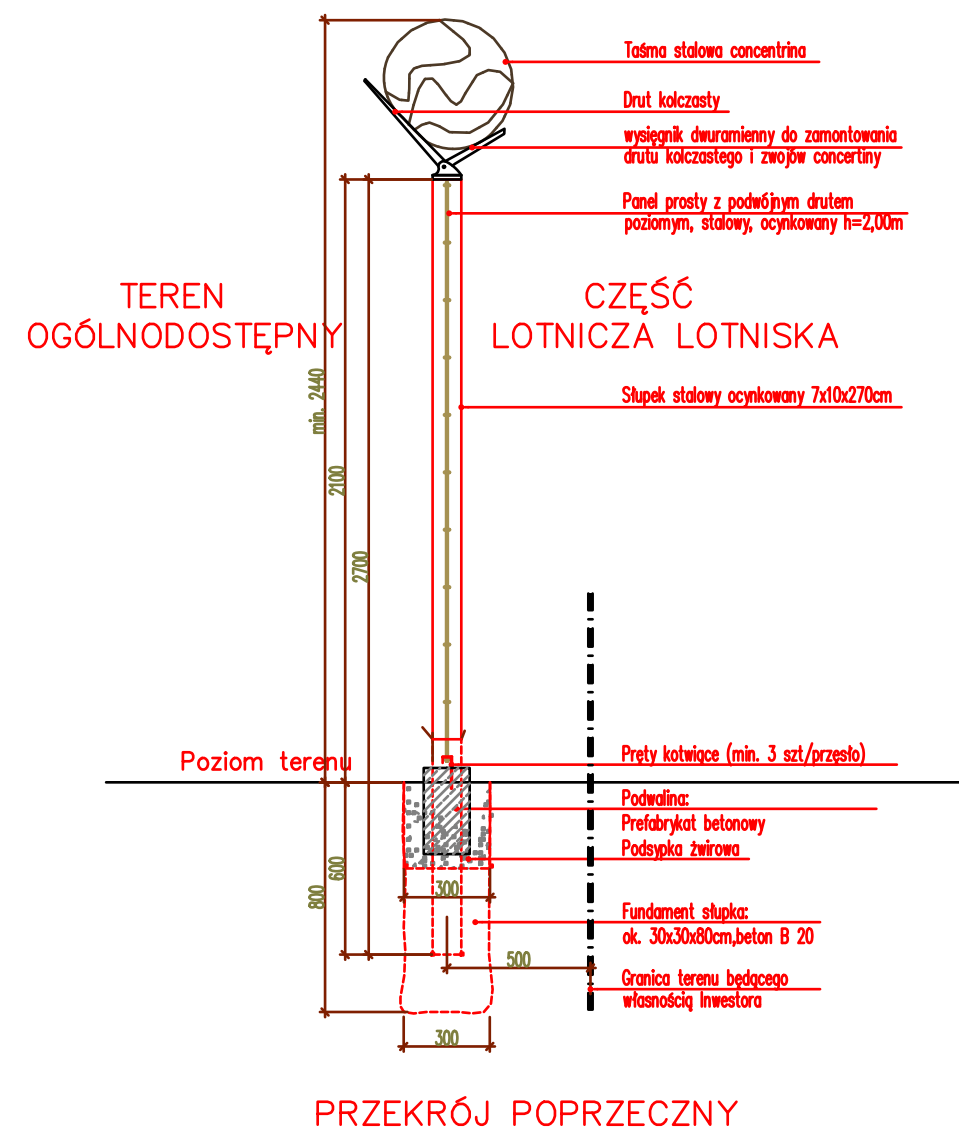 Taśma stalowa concentrina
Drut kolczasty
wysięgnik dwuramienny do zamontowania
drutu kolczastego i zwojów concertiny
Panel prosty z podwójnym drutem
poziomym, stalowy, ocynkowany h=2,00m
TEREN
OGÓLNODOSTĘPNY
CZĘŚĆ
LOTNICZA LOTNISKA
min. 2440
Słupek stalowy ocynkowany 7x10x270cm
2100
2700
Poziom terenu
Pręty kotwiące (min. 3 szt/przęsło)
Podwalina:
Prefabrykat betonowy
Podsypka żwirowa
600
800
300
Fundament słupka:
ok. 30x30x80cm,beton B 20
500
Granica terenu będącego
własnością Inwestora
300
PRZEKRÓJ POPRZECZNY